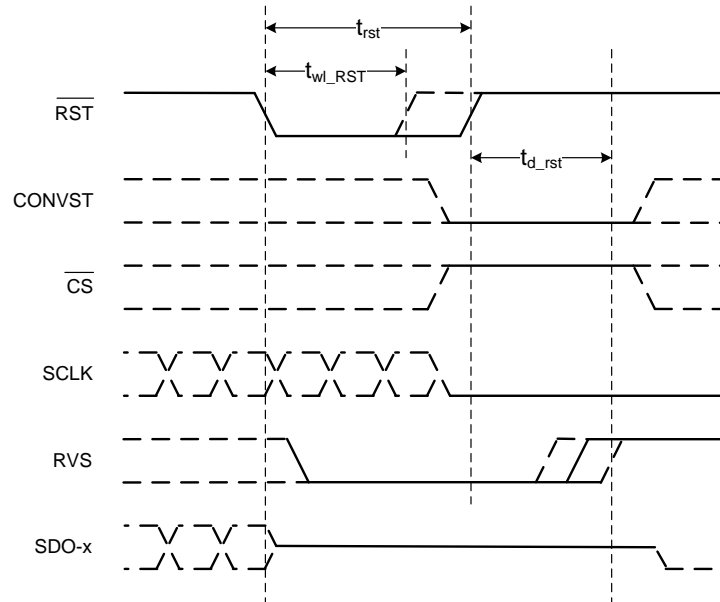 t_rst
t_wl_RST
RST
t_d_rst
CONVST
CS
SCLK
RVS
SDO-x